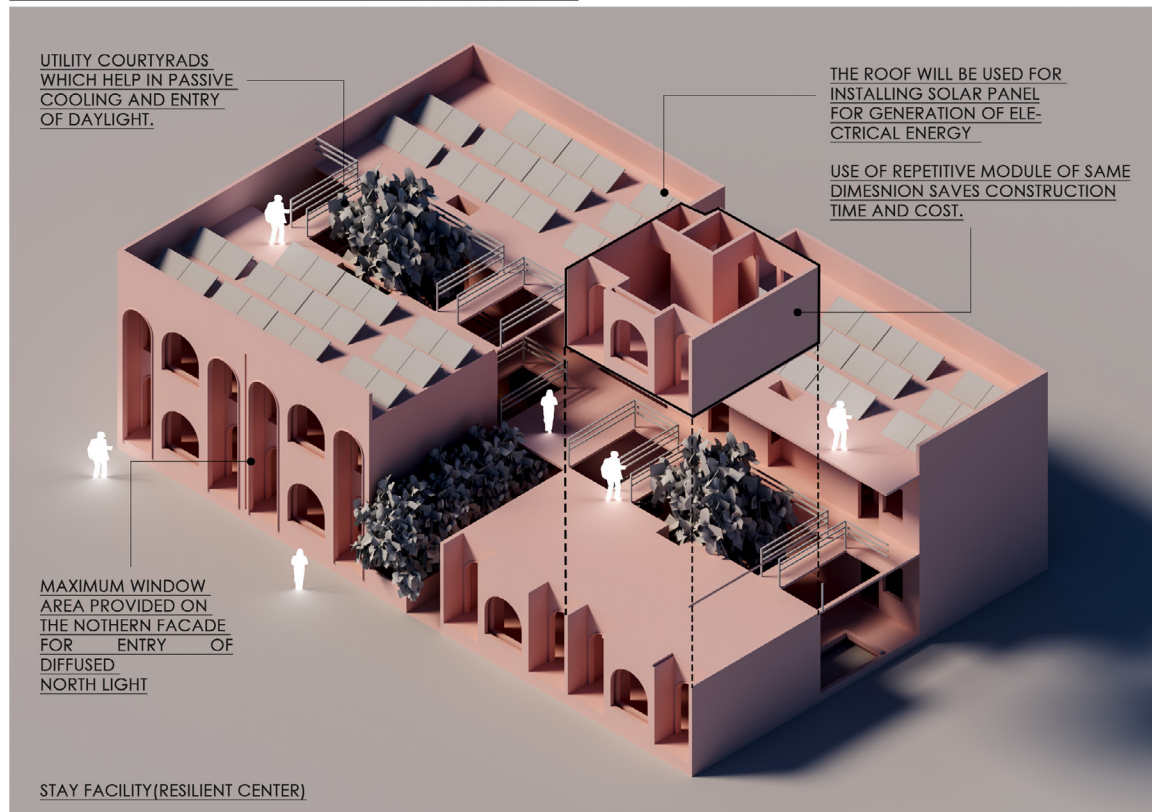 UTILITY COURTYRADS
WHICH HELP IN PASSIVE
COOLING AND ENTRY
OF DAYLIGHT.
THE ROOF WILL BE USED FOR
INSTALLING SOLAR PANEL
FOR GENERATION OF ELE-
CTRICAL ENERGY
USE OF REPETITIVE MODULE OF SAME
DIMESNION SAVES CONSTRUCTION
TIME AND COST.
MAXIMUM WINDOW
AREA PROVIDED ON
THE NOTHERN FACADE
FOR ENTRY OF
DIFFUSED
NORTH LIGHT
STAY FACILITY(RESILIENT CENTER)